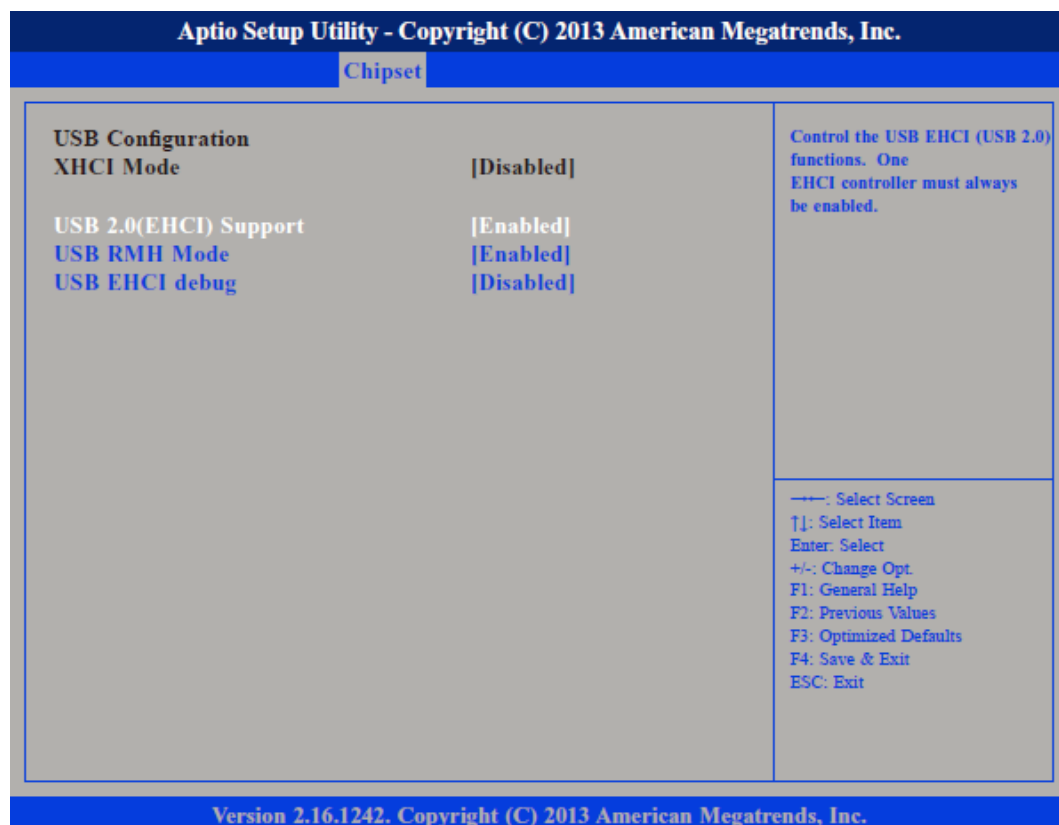 Aptio Setup Utility - Copyright (C) 2013 American Megatrends, Inc.
Chipset
USB Configuration
XHCI Mode [Disabled]
USB 2.0(EHCI) Support [Enabled]
USB RMH Mode [Enabled]
USB EHCI debug [Disabled]
Control the USB EHCI (USB 2.0)
functions. One
EHCI controller must always
be enabled.
→←: Select Screen
↑↓: Select Item
Enter: Select
+/-: Change Opt.
F1: General Help
F2: Previous Values
F3: Optimized Defaults
F4: Save & Exit
ESC: Exit
Version 2.16.1242. Copyright (C) 2013 American Megatrends, Inc.